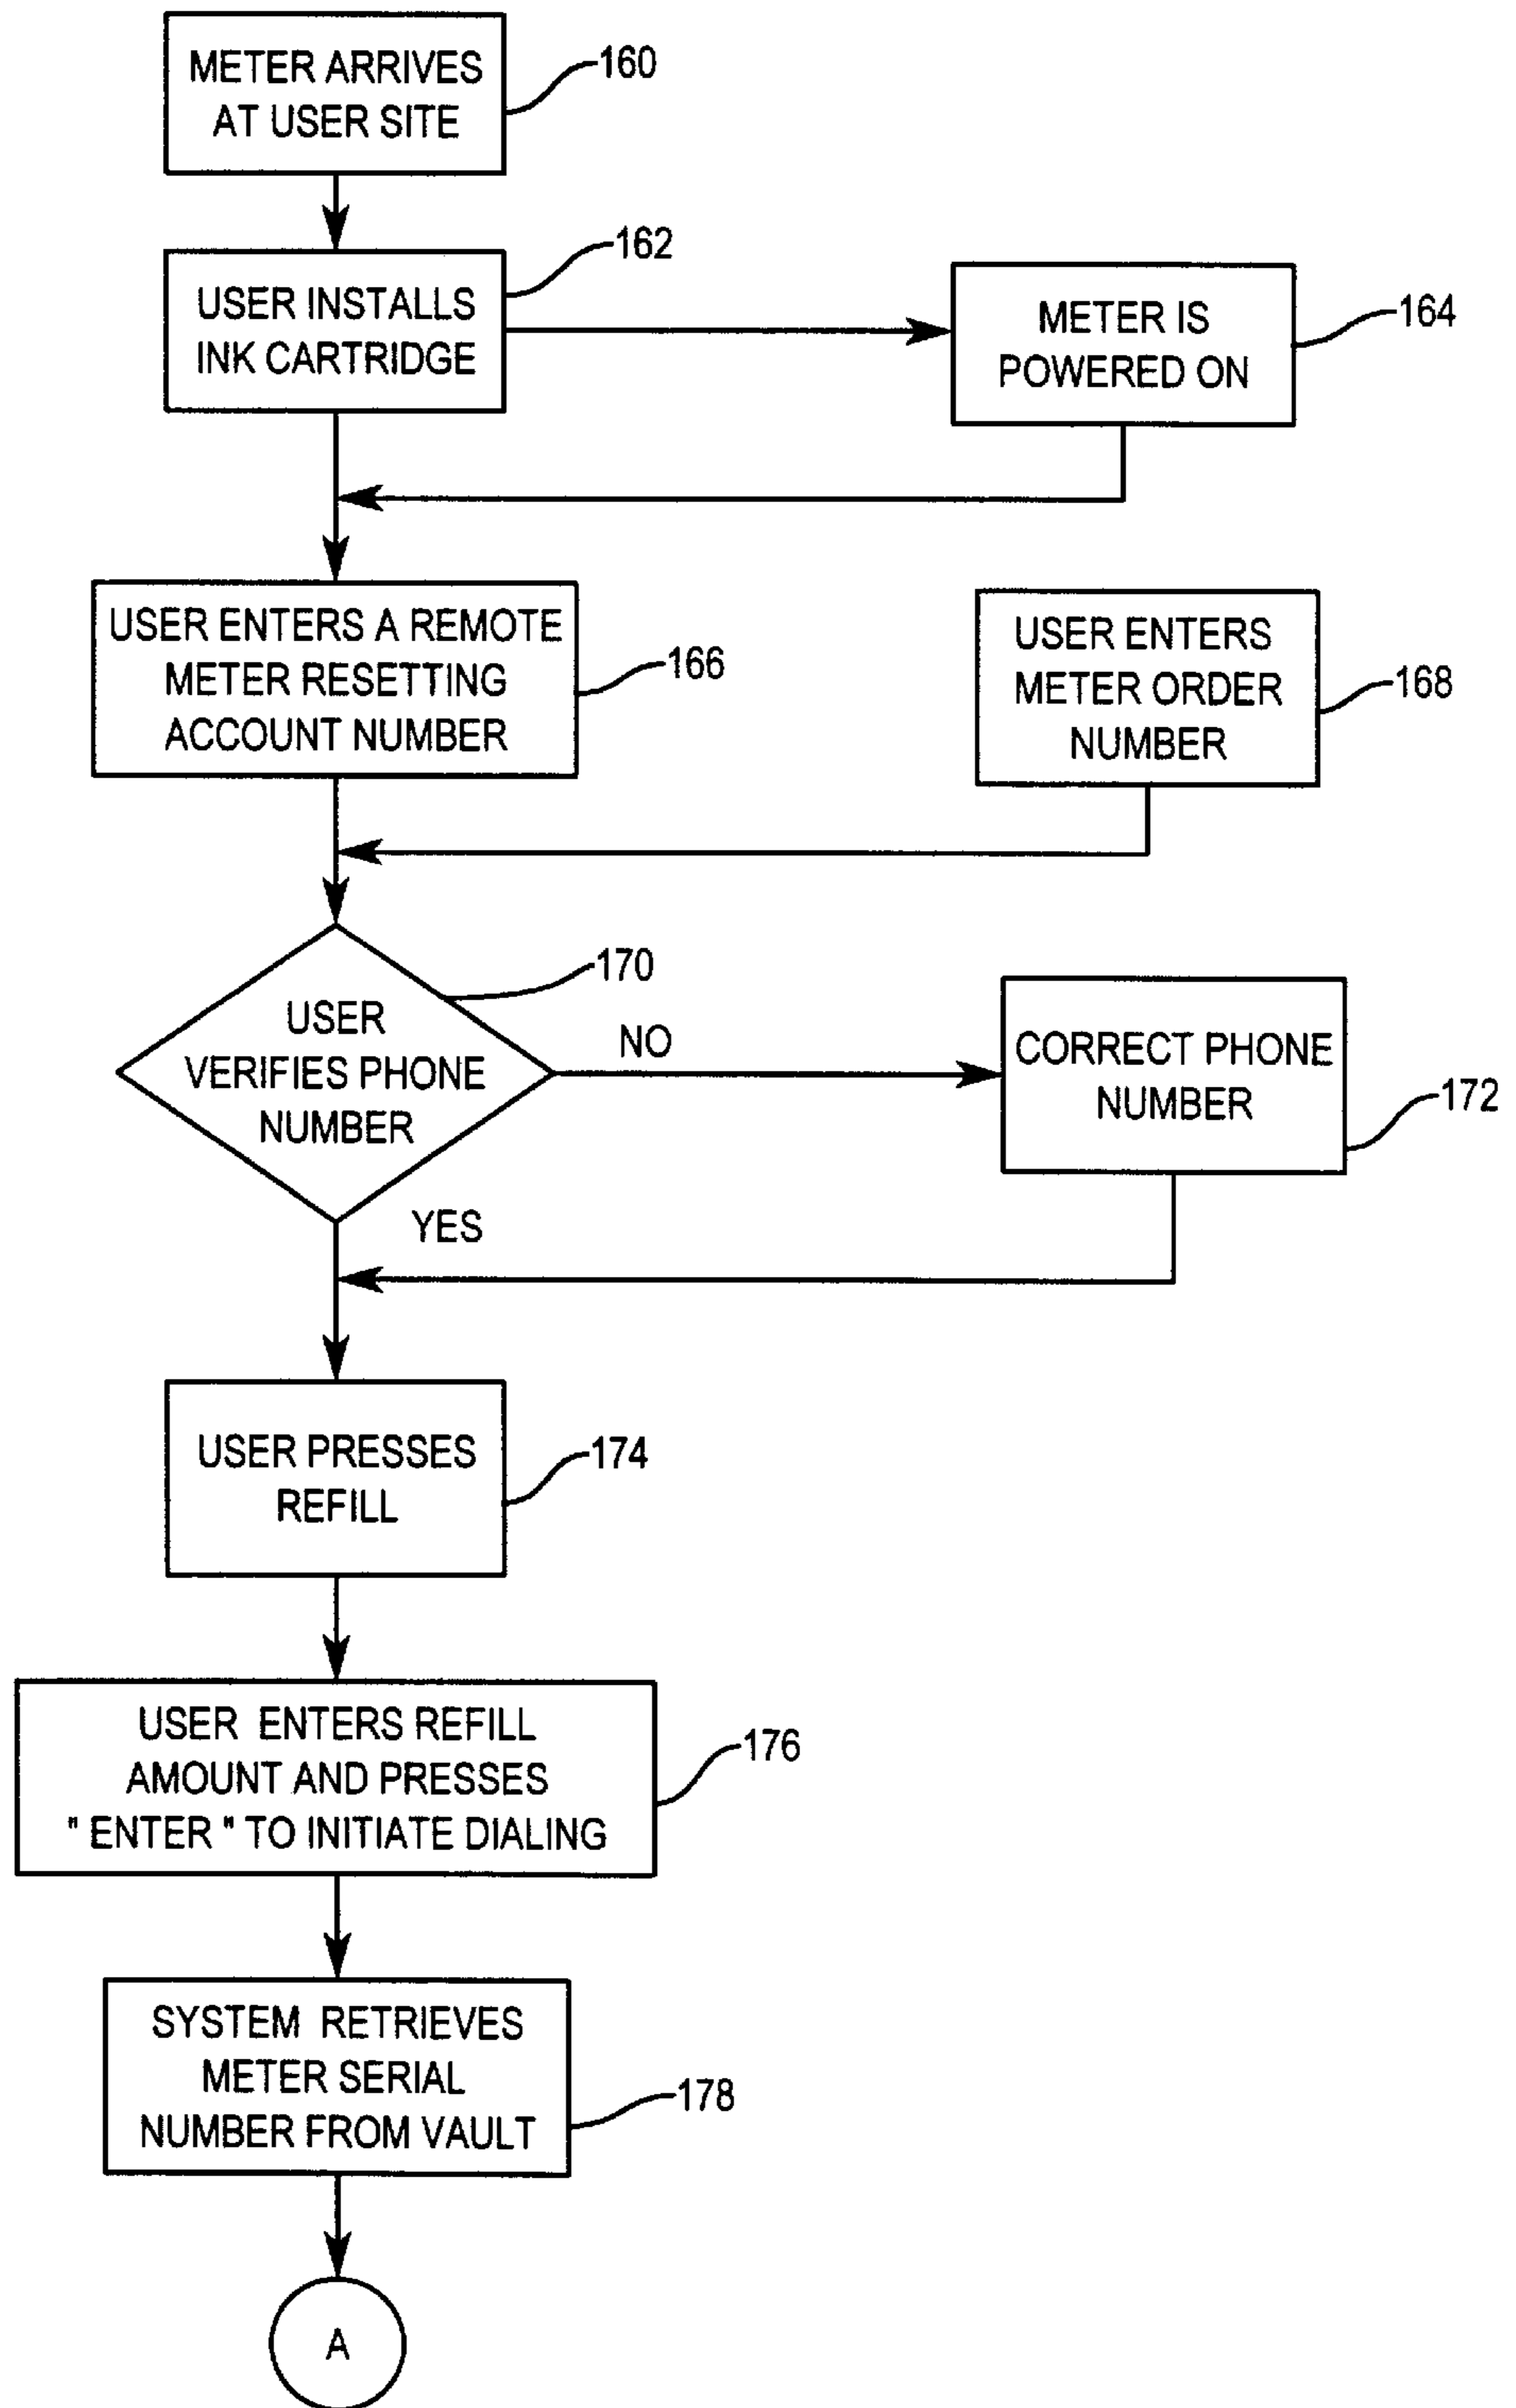 METER ARRIVES
AT USER SITE
160
USER INSTALLS
INK CARTRIDGE
162
METER IS
POWERED ON
164
USER ENTERS A REMOTE
METER RESETTING
ACCOUNT NUMBER
166
USER ENTERS
METER ORDER
NUMBER
168
USER
VERIFIES PHONE
NUMBER
170
NO
CORRECT PHONE
NUMBER
172
YES
USER PRESSES
REFILL
174
USER ENTERS REFILL
AMOUNT AND PRESSES
" ENTER " TO INITIATE DIALING
176
SYSTEM RETRIEVES
METER SERIAL
NUMBER FROM VAULT
178
A